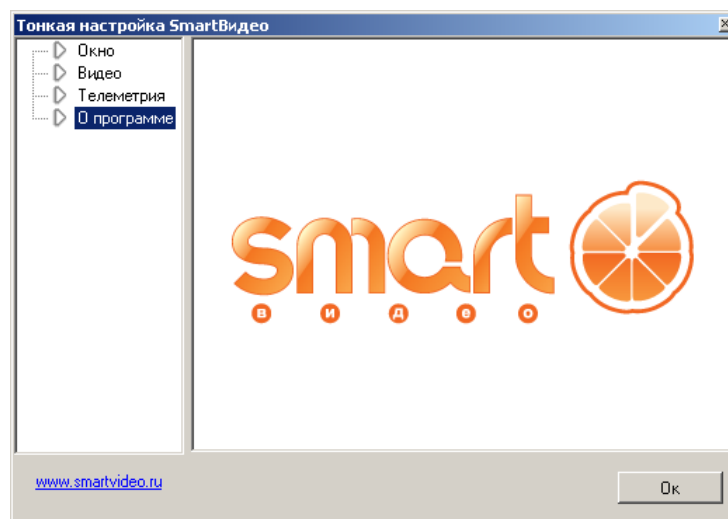 Тонкая настройка SmartВидео
Окно
Видео
Телеметрия
О программе
smart
видео
www.smartvideo.ru
Ок